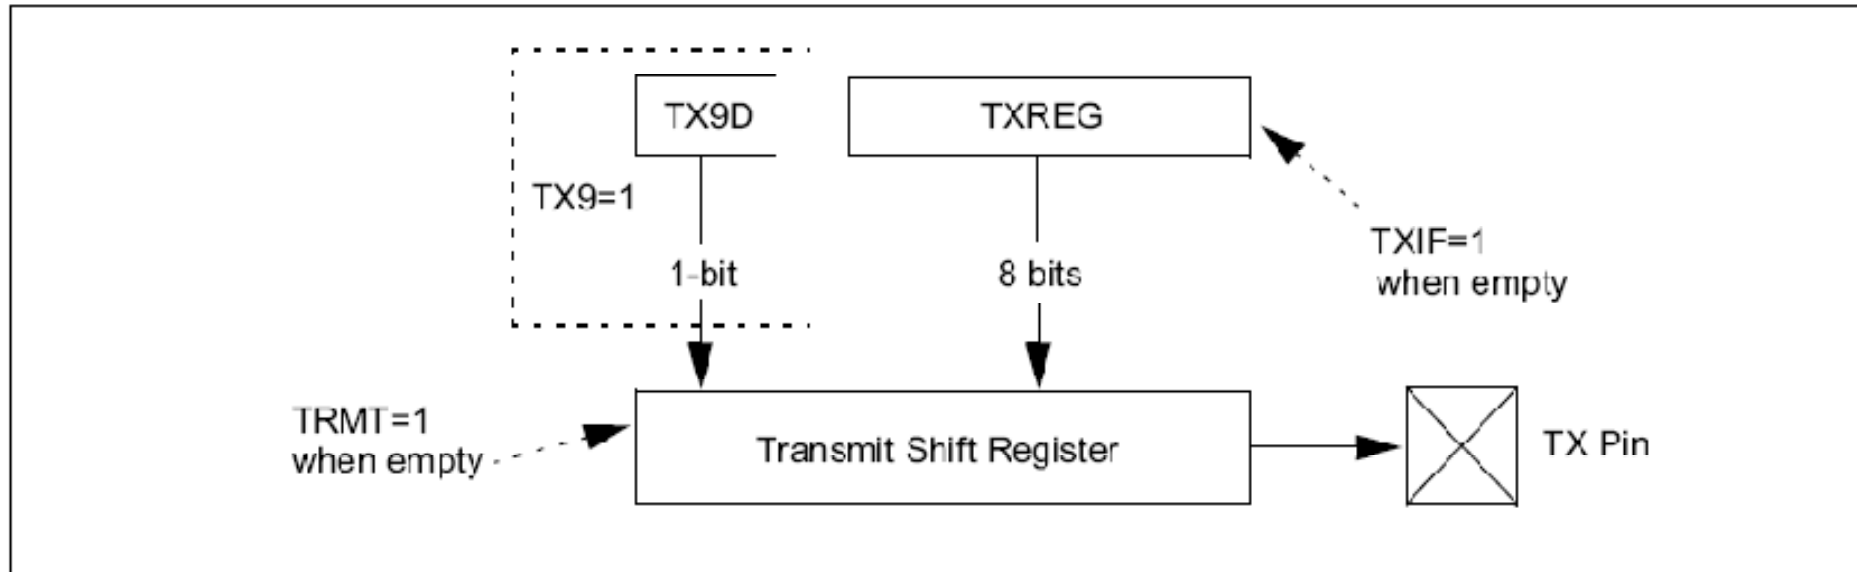 TX9D
TXREG
TX9=1
1-bit
8 bits
TXIF=1
when empty
TRMT=1
when empty
Transmit Shift Register
TX Pin